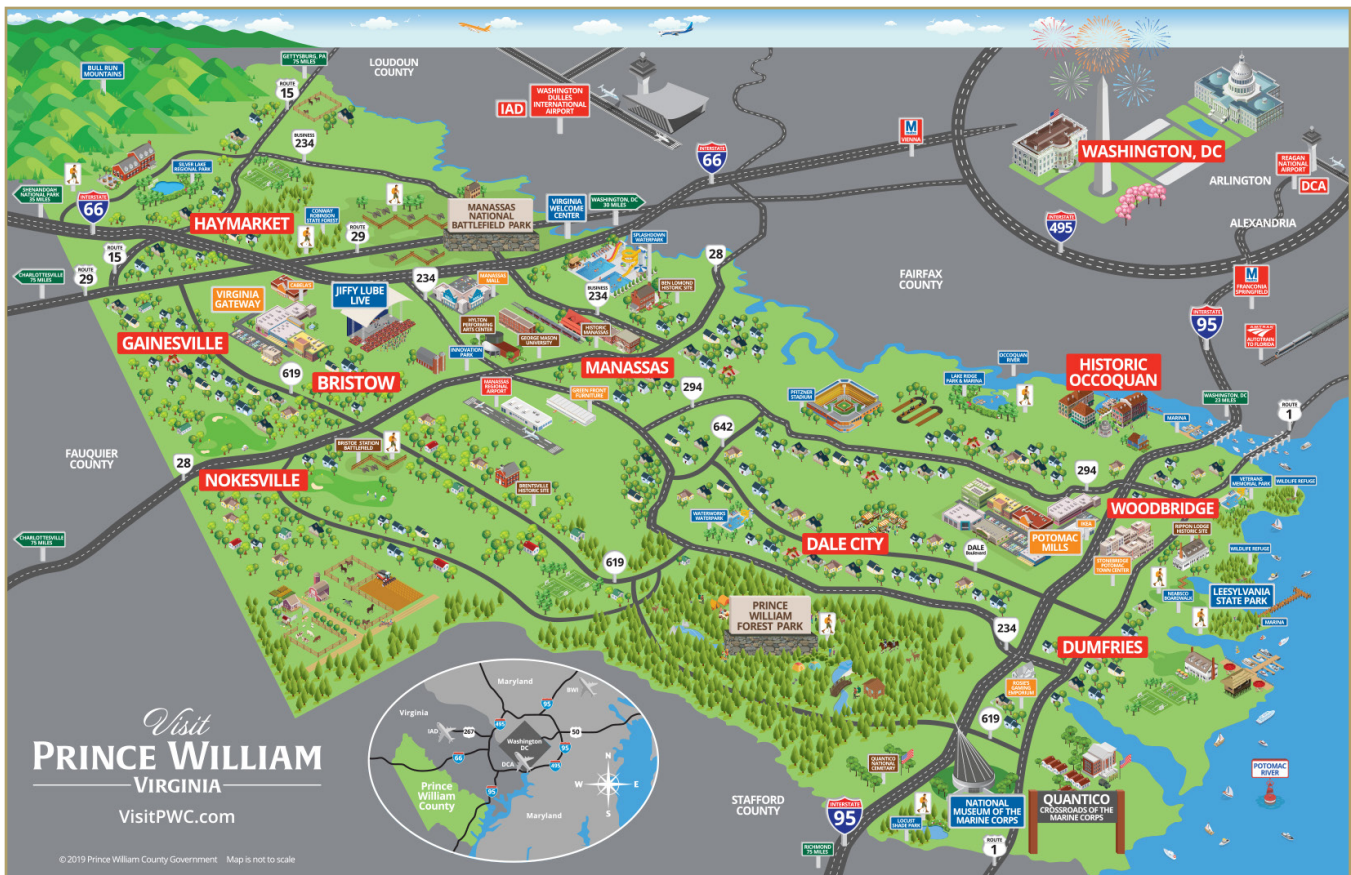 BULL RUN
MOUNTAINS
GETTYSBURG, PA
75 MILES
LOUDOUN
COUNTY
ROUTE
15
BUSINESS
234
IAD
WASHINGTON
DULLES
INTERNATIONAL
AIRPORT
M
VIENNA
INTERSTATE
66
WASHINGTON, DC
REAGAN
NATIONAL
AIRPORT
DCA
ARLINGTON
ALEXANDRIA
INTERSTATE
495
SILVER LAKE
REGIONAL PARK
SHENANDOAH
NATIONAL PARK
35 MILES
INTERSTATE
66
HAYMARKET
CONWAY
ROBINSON
STATE FOREST
ROUTE
29
MANASSAS
NATIONAL
BATTLEFIELD PARK
VIRGINIA
WELCOME
CENTER
WASHINGTON, DC
30 MILES
SPLASHDOWN
WATERPARK
28
FAIRFAX
COUNTY
M
FRANCONIA
SPRINGFIELD
INTERSTATE
95
AMTRAK
AUTOTRAIN
TO FLORIDA
ROUTE
15
ROUTE
29
CHARLOTTESVILLE
75 MILES
VIRGINIA
GATEWAY
CABELA'S
JIFFY LUBE
LIVE
234
MANASSAS
MALL
BUSINESS
234
BEN LOMOND
HISTORIC SITE
HYLTON
PERFORMING
ARTS CENTER
GEORGE MASON
UNIVERSITY
HISTORIC
MANASSAS
INNOVATION
PARK
GAINESVILLE
619
BRISTOW
MANASSAS
MANASSAS
REGIONAL
AIRPORT
GREEN FRONT
FURNITURE
294
PFITZNER
STADIUM
LAKE RIDGE
PARK & MARINA
OCCOQUAN
RIVER
HISTORIC
OCCOQUAN
MARINA
WASHINGTON, DC
23 MILES
ROUTE
1
642
FAUQUIER
COUNTY
28
BRISTOE STATION
BATTLEFIELD
NOKESVILLE
BRENTSVILLE
HISTORIC SITE
294
VETERANS
MEMORIAL PARK
WILDLIFE REFUGE
WATERWORKS
WATERPARK
DALE CITY
DALE
Boulevard
POTOMAC
MILLS
IKEA
WOODBRIDGE
RIPPON LODGE
HISTORIC SITE
STONEBRIDGE
POTOMAC
TOWN CENTER
WILDLIFE REFUGE
CHARLOTTESVILLE
75 MILES
619
NEABSCO
BOARDWALK
LEESYLVANIA
STATE PARK
MARINA
PRINCE
WILLIAM
FOREST PARK
234
DUMFRIES
ROSIE'S
GAMING
EMPORIUM
619
Maryland
BWI
95
Virginia
IAD
267
495
50
Washington
DC
66
DCA
95
495
95
Prince
William
County
Maryland
N
W
E
S
QUANTICO
NATIONAL
CEMETARY
STAFFORD
COUNTY
INTERSTATE
95
LOCUST
SHADE PARK
NATIONAL
MUSEUM OF THE
MARINE CORPS
QUANTICO
CROSSROADS OF THE
MARINE CORPS
POTOMAC
RIVER
RICHMOND
75 MILES
ROUTE
1
Visit
PRINCE WILLIAM
VIRGINIA
VisitPWC.com
© 2019 Prince William County Government Map is not to scale